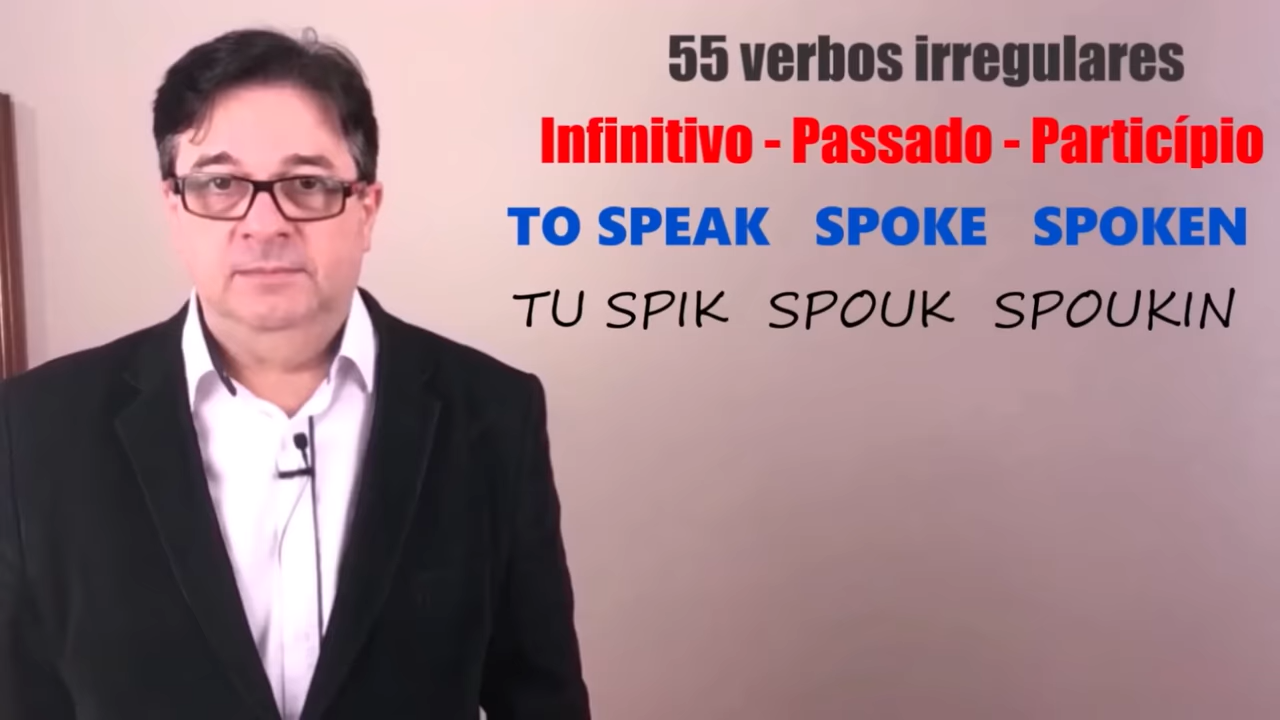 55 verbos irregulares
Infinitivo - Passado - Particípio
TO SPEAK SPOKE SPOKEN
TU SPIK SPOUK SPOUKIN